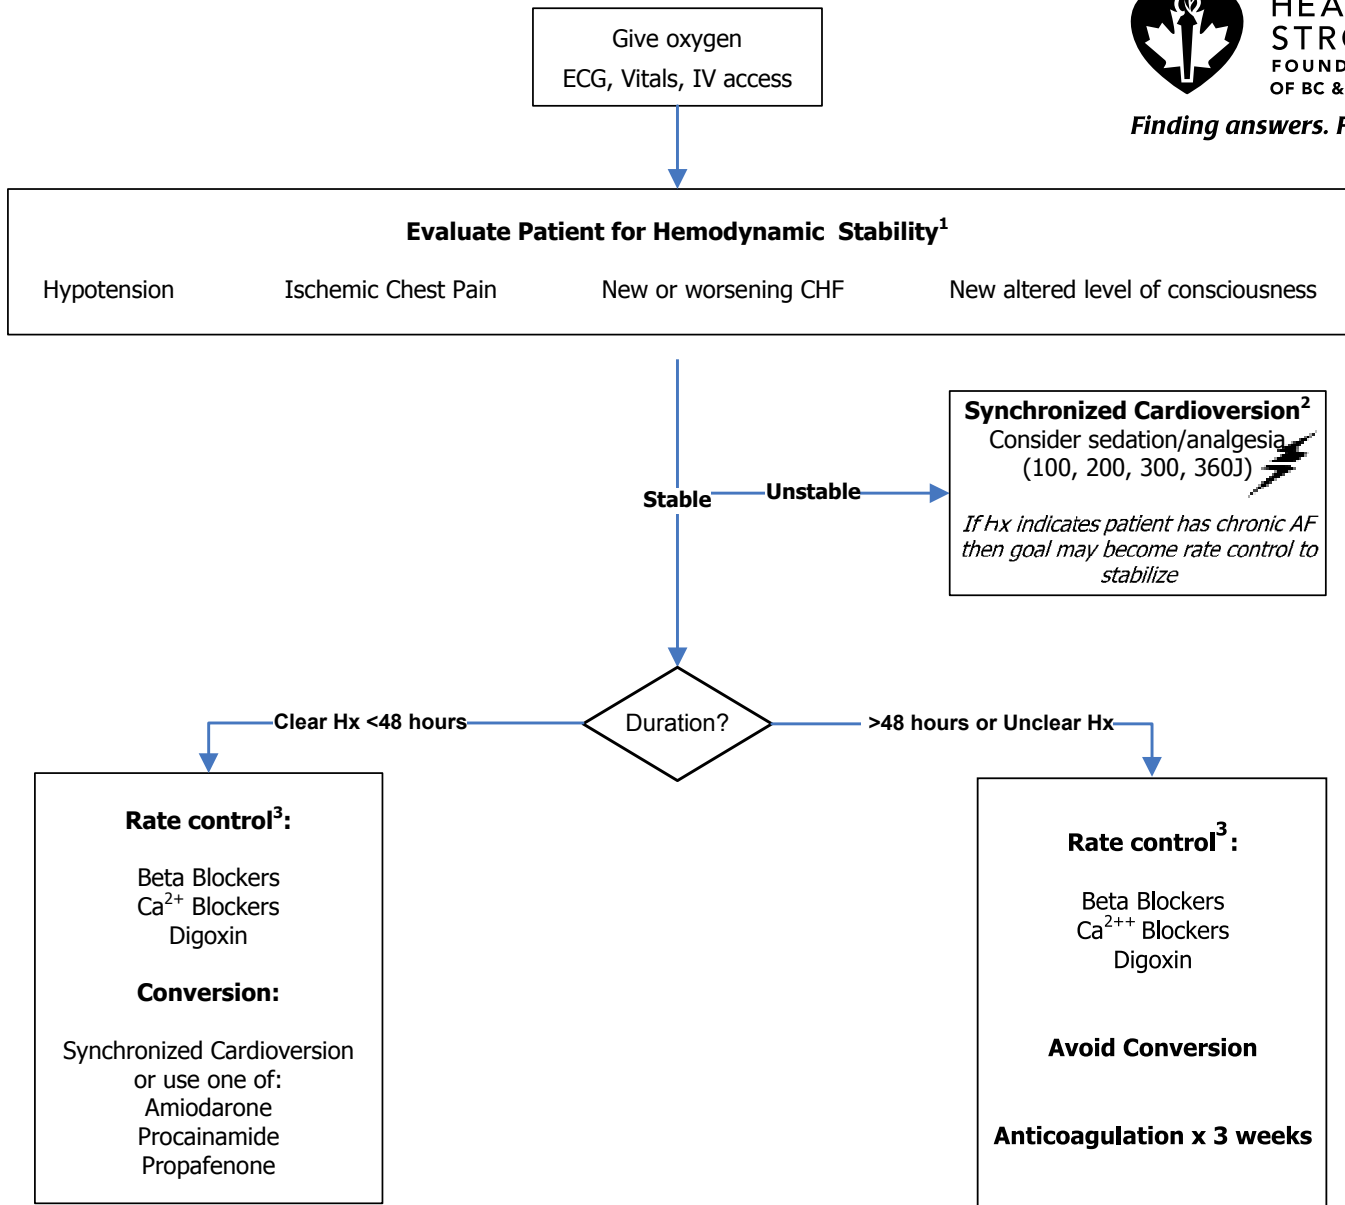 Give oxygen
ECG, Vitals, IV access
OF BC &
Finding answers.
Evaluate Patient for Hemodynamic Stability¹
Hypotension Ischemic Chest Pain New or worsening CHF New altered level of consciousness
Synchronized Cardioversion²
Consider sedation/analgesia
(100, 200, 300, 360J)
If Hx indicates patient has chronic AF
then goal may become rate control to
stabilize
Stable
Unstable
Duration?
Clear Hx <48 hours
>48 hours or Unclear Hx
Rate control³:
Beta Blockers
Ca²⁺ Blockers
Digoxin
Conversion:
Synchronized Cardioversion
or use one of:
Amiodarone
Procainamide
Propafenone
Rate control³:
Beta Blockers
Ca²⁺⁺ Blockers
Digoxin
Avoid Conversion
Anticoagulation x 3 weeks